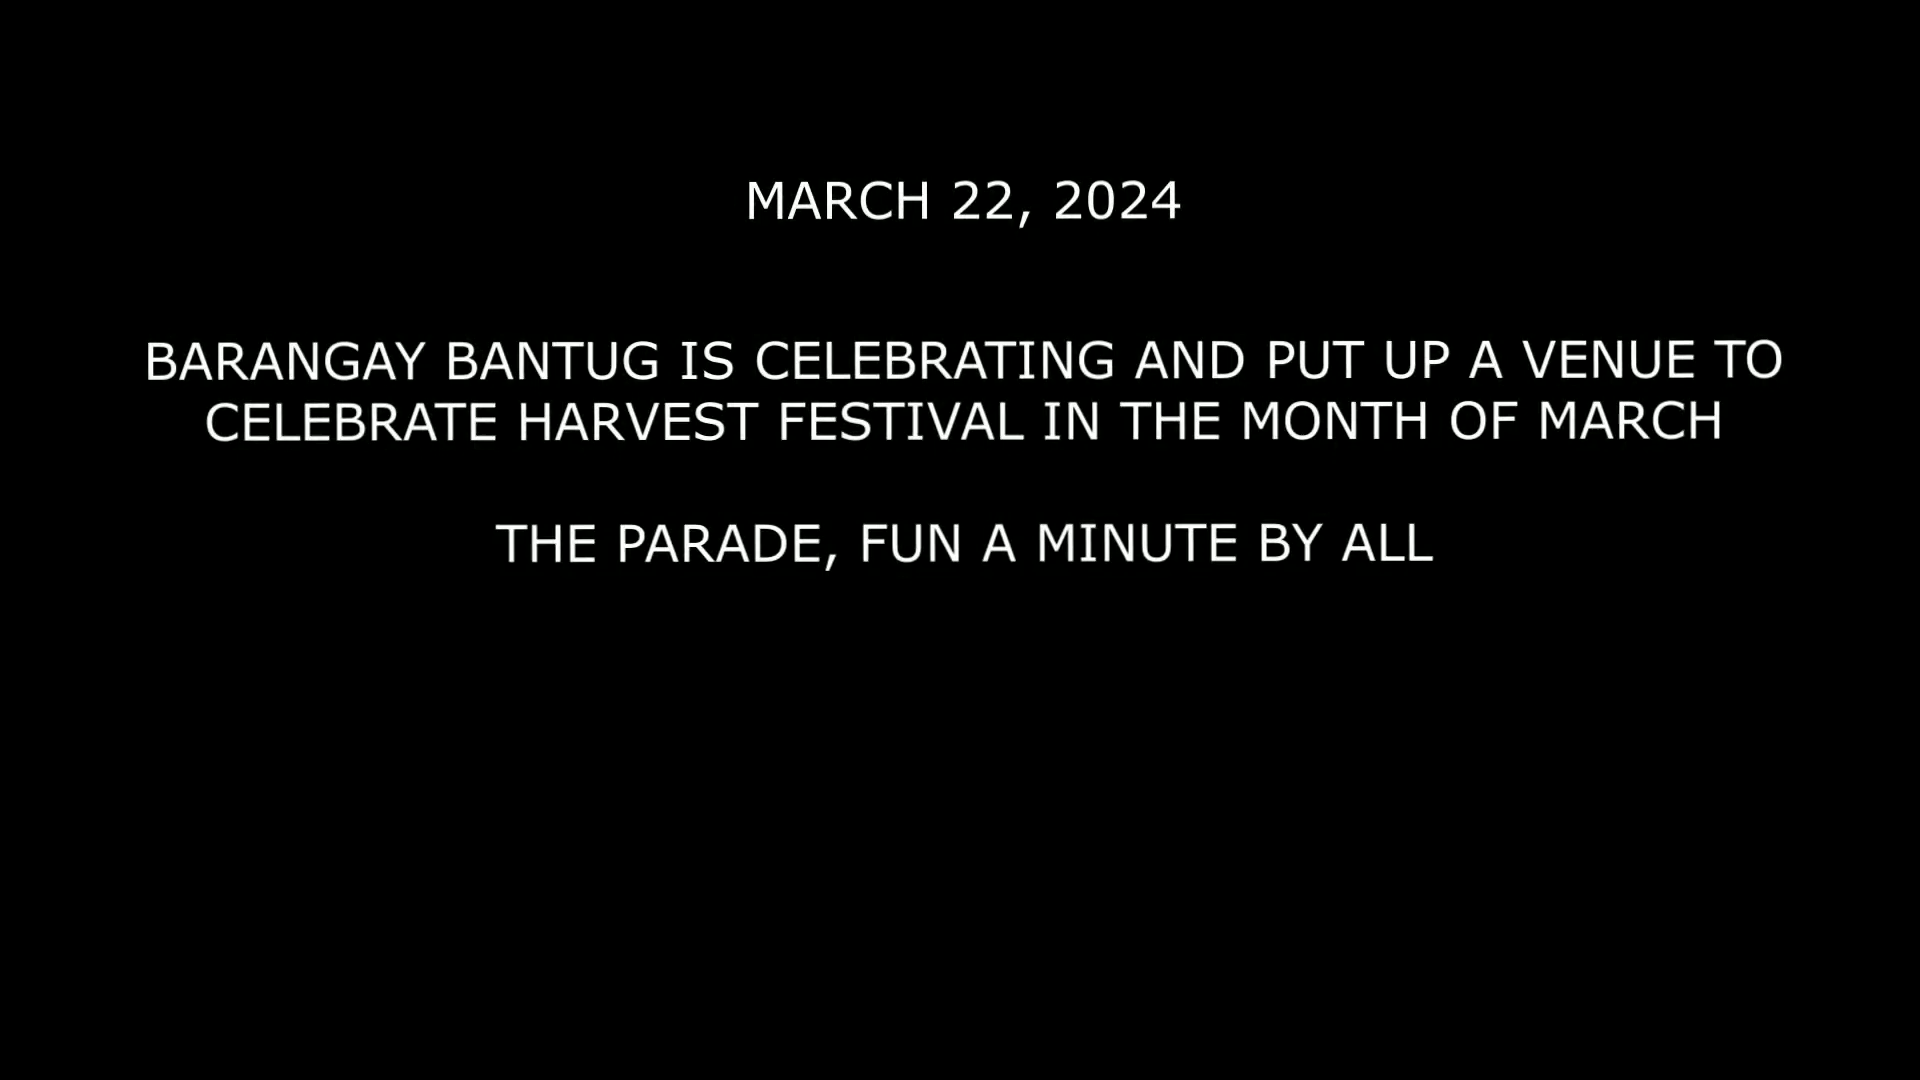 MARCH 22, 2024
BARANGAY BANTUG IS CELEBRATING AND PUT UP A VENUE TO
CELEBRATE HARVEST FESTIVAL IN THE MONTH OF MARCH
THE PARADE, FUN A MINUTE BY ALL